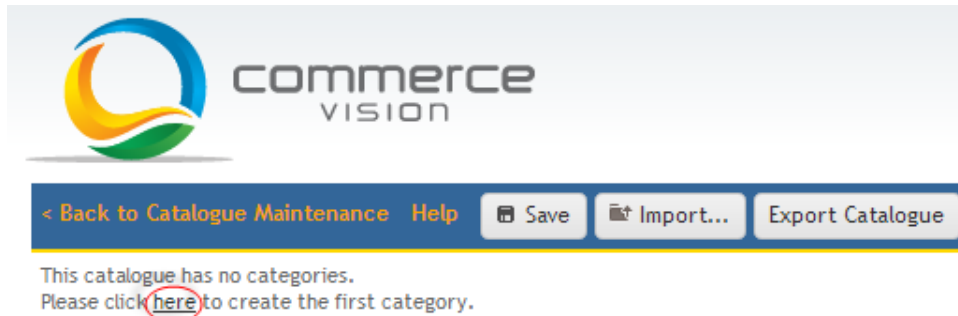 commerce
VISION
< Back to Catalogue Maintenance Help Save Import... Export Catalogue
This catalogue has no categories.
Please click here to create the first category.